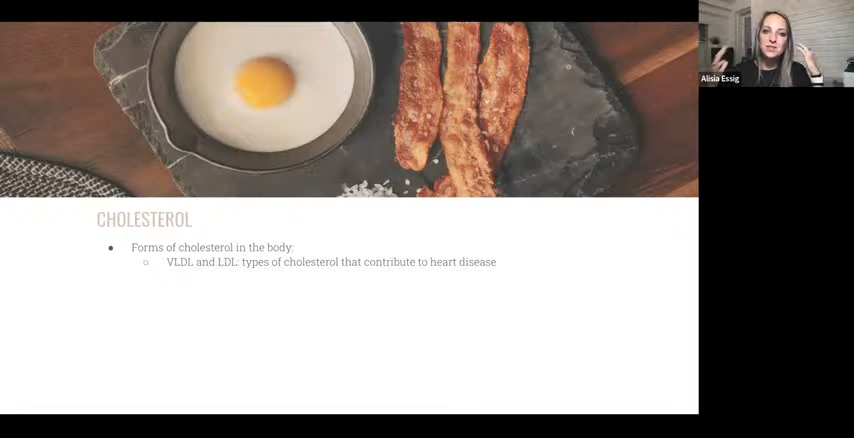 Alisia Essig
CHOLESTEROL
● Forms of cholesterol in the body:
○ VLDL and LDL: types of cholesterol that contribute to heart disease